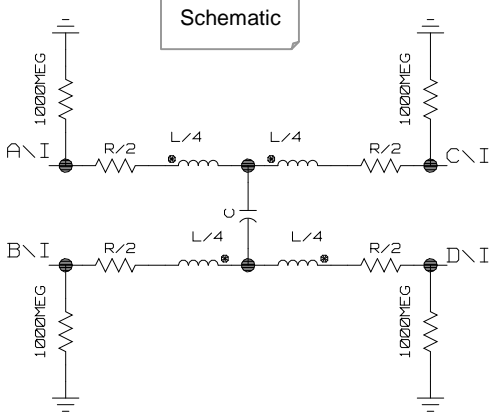 Schematic
1000MEG
1000MEG
A\I
R/2
L/4
L/4
R/2
C\I
C
B\I
R/2
L/4
L/4
R/2
D\I
1000MEG
1000MEG